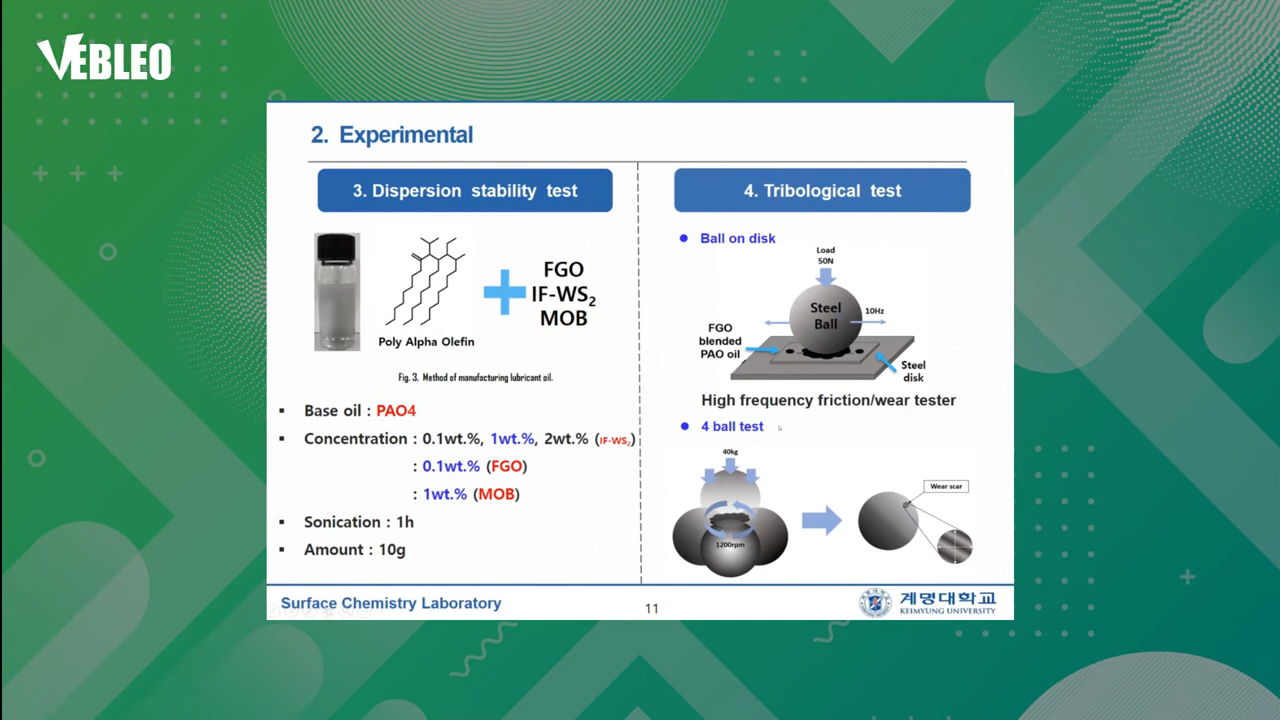 VEBLEO
2. Experimental
3. Dispersion stability test
FGO
IF-WS₂
MOB
Poly Alpha Olefin
Fig. 3. Method of manufacturing lubricant oil.
▪ Base oil : PAO4
▪ Concentration : 0.1wt.%, 1wt.%, 2wt.% (IF-WS₂)
: 0.1wt.% (FGO)
: 1wt.% (MOB)
▪ Sonication : 1h
▪ Amount : 10g
4. Tribological test
● Ball on disk
Load
50N
Steel
Ball
10Hz
FGO
blended
PAO oil
Steel
disk
High frequency friction/wear tester
● 4 ball test
40kg
1200rpm
Wear scar
Surface Chemistry Laboratory
11
계명대학교
KEIMYUNG UNIVERSITY